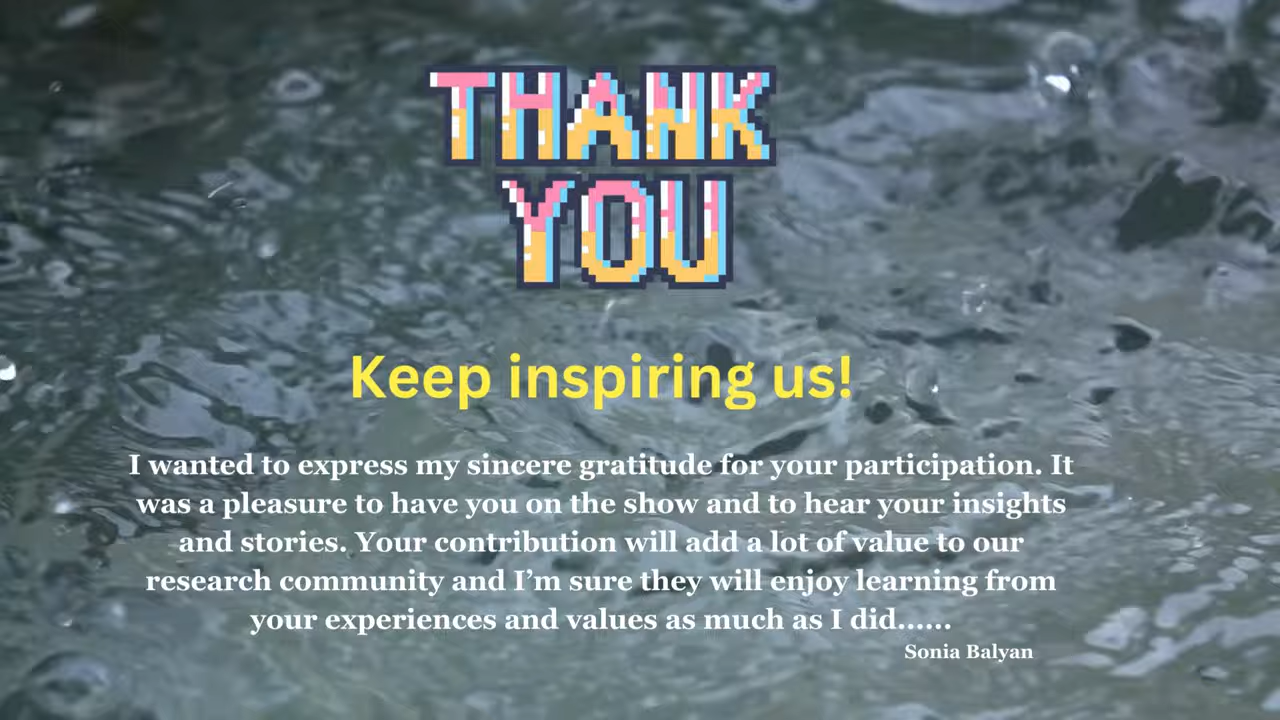 THANK
YOU
Keep inspiring us!
I wanted to express my sincere gratitude for your participation. It
was a pleasure to have you on the show and to hear your insights
and stories. Your contribution will add a lot of value to our
research community and I’m sure they will enjoy learning from
your experiences and values as much as I did......
Sonia Balyan